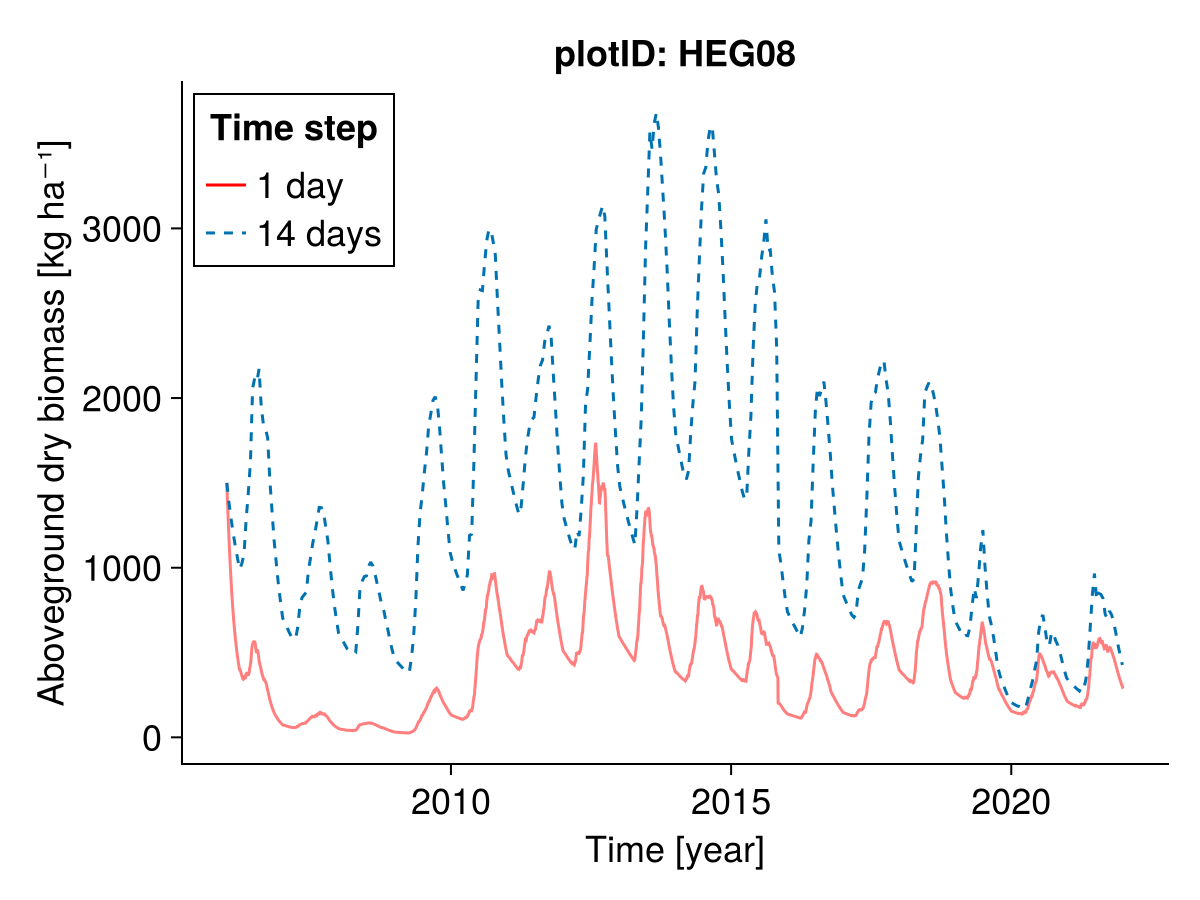 plotID: HEG08
Time step
1 day
14 days
Aboveground dry biomass [kg ha⁻¹]
3000
2000
1000
0
2010 2015 2020
Time [year]